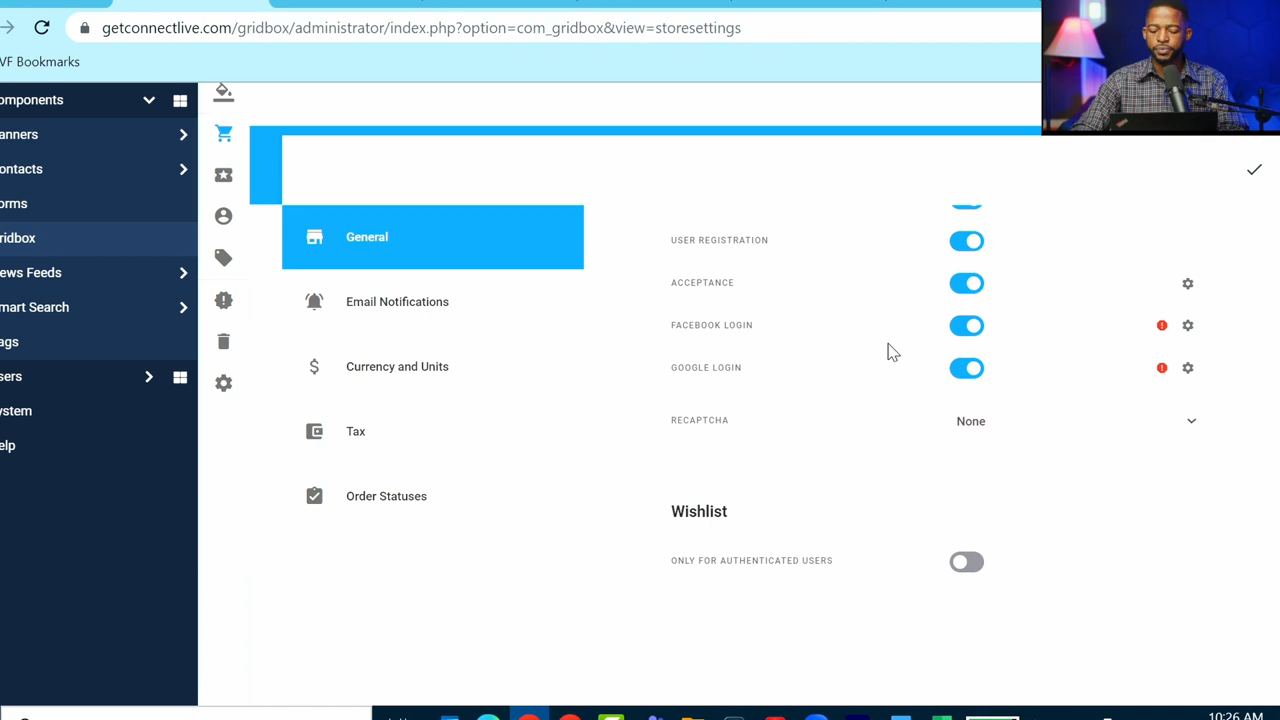 getconnectlive.com/gridbox/administrator/index.php?option=com_gridbox&view=storesettings
VF Bookmarks
omponents
anners
ontacts
orms
ridbox
ews Feeds
mart Search
ags
sers
ystem
elp
General
Email Notifications
Currency and Units
Tax
Order Statuses
USER REGISTRATION
ACCEPTANCE
FACEBOOK LOGIN
GOOGLE LOGIN
RECAPTCHA
None
Wishlist
ONLY FOR AUTHENTICATED USERS
10:26 AM